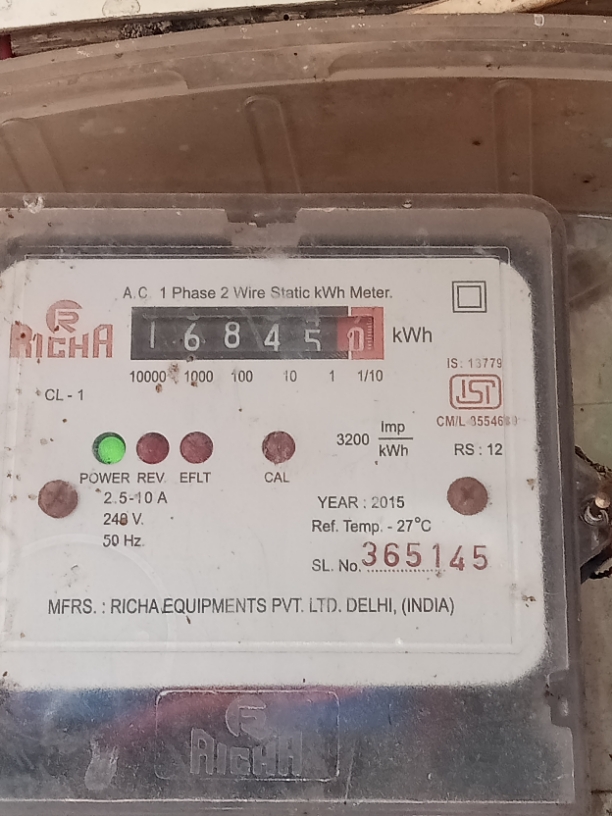 A.C. 1 Phase 2 Wire Static kWh Meter.
RICHA
1 6 8 4 5 kWh
10000 1000 100 10 1 1/10
IS: 13779
CL - 1
ISI
CM/L
3200 Imp/kWh
RS : 12
POWER REV. EFLT CAL
2.5-10 A
YEAR : 2015
240 V.
Ref. Temp. - 27°C
50 Hz.
SL. No. 365145
MFRS. : RICHA EQUIPMENTS PVT. LTD. DELHI, (INDIA)
RICHA